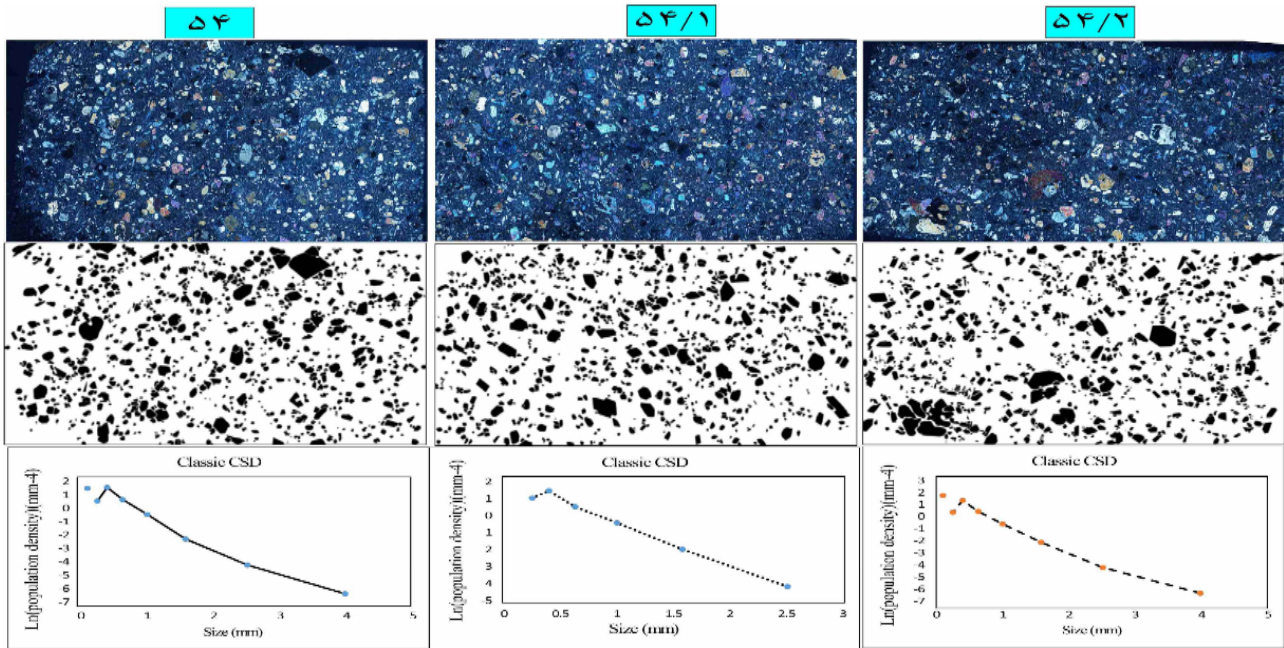 ۵۴
۵۴/۱
۵۴/۲
Classic CSD
Ln(population density)(mm-4)
2
1
0
-1
-2
-3
-4
-5
-6
-7
0 1 2 3 4 5
Size (mm)
Classic CSD
Ln(population density)(mm-4)
2
1
0
1
2
3
4
-5
0 0.5 1 1.5 2 2.5 3
Size (mm)
Classic CSD
Ln(population density)(mm-4)
3
2
1
0
-1
-2
-3
-4
-5
-6
-7
0 1 2 3 4 5
Size (mm)